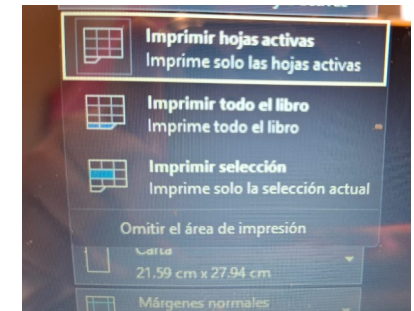 Imprimir hojas activas
Imprime solo las hojas activas
Imprimir todo el libro
Imprime todo el libro
Imprimir selección
Imprime solo la selección actual
Omitir el área de impresión
Carta
21.59 cm x 27.94 cm
Márgenes normales